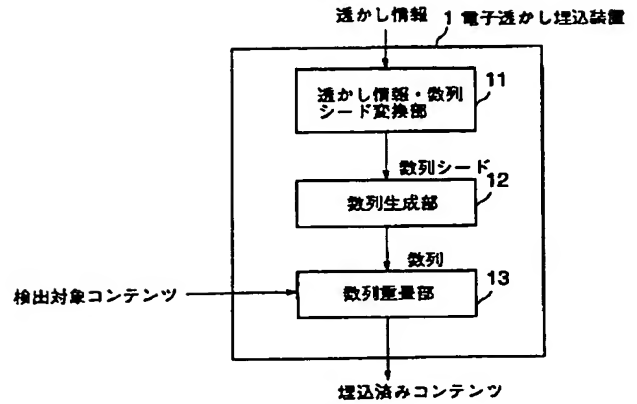 透かし情報
1 電子透かし埋込装置
透かし情報・数列
シード変換部
11
数列シード
数列生成部
12
数列
検出対象コンテンツ
数列重畳部
13
埋込済みコンテンツ